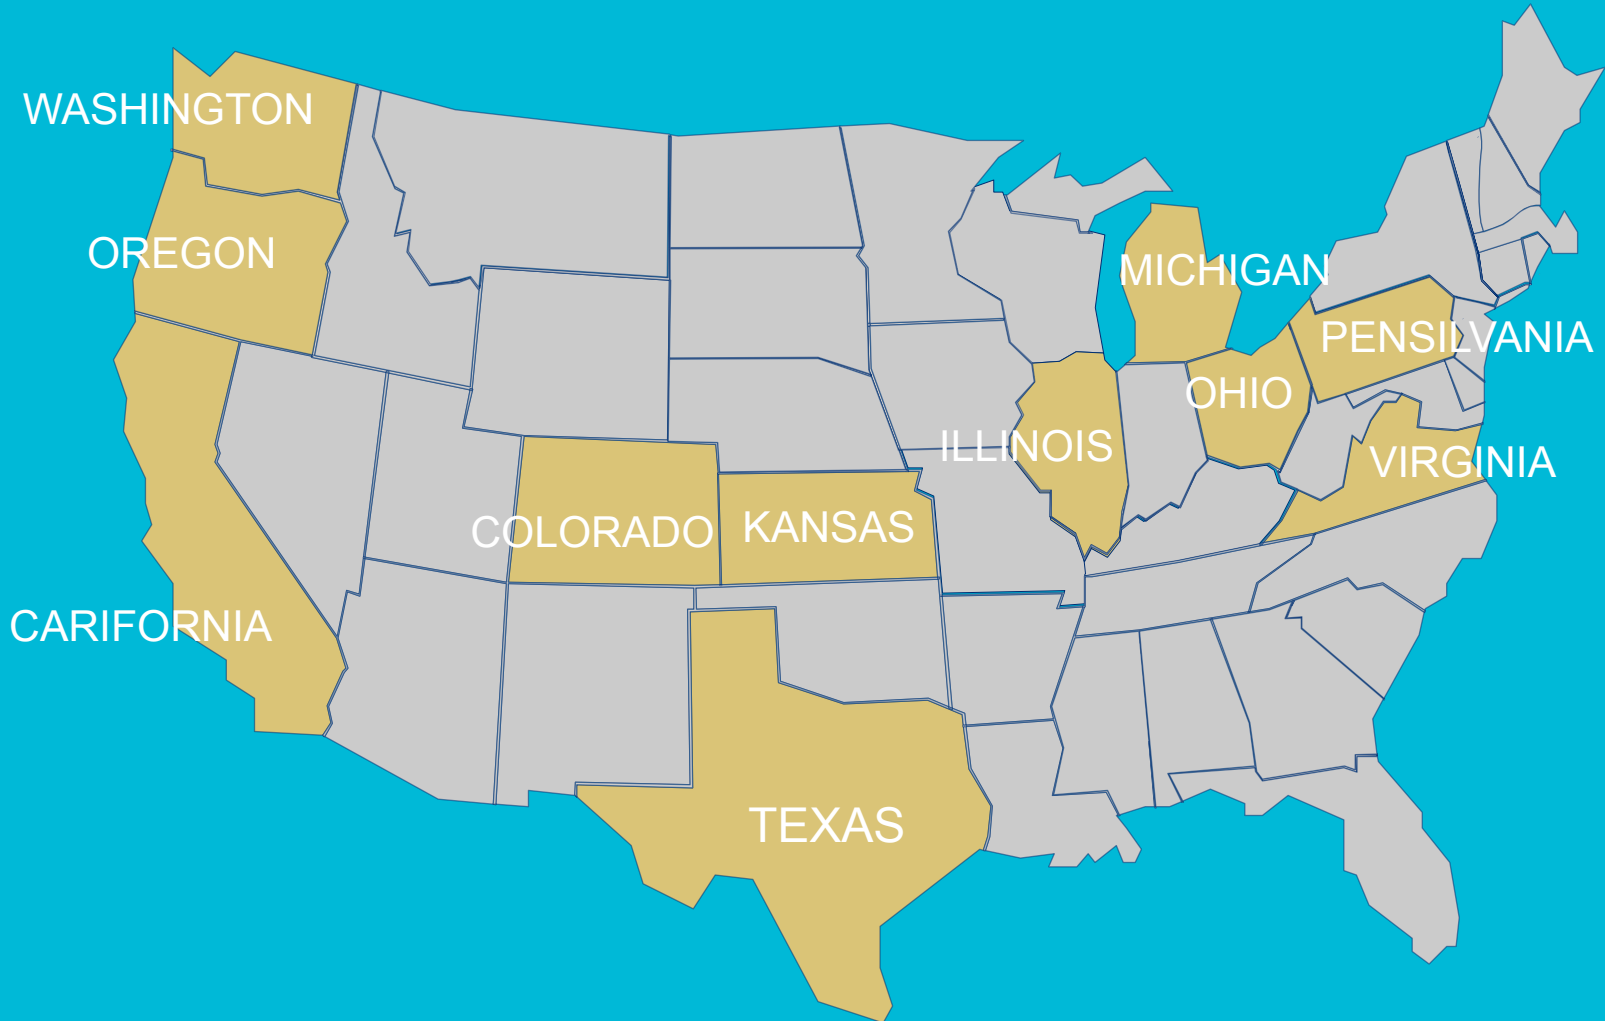 WASHINGTON
OREGON
MICHIGAN
PENSILVANIA
OHIO
ILLINOIS
VIRGINIA
COLORADO
KANSAS
CARIFORNIA
TEXAS